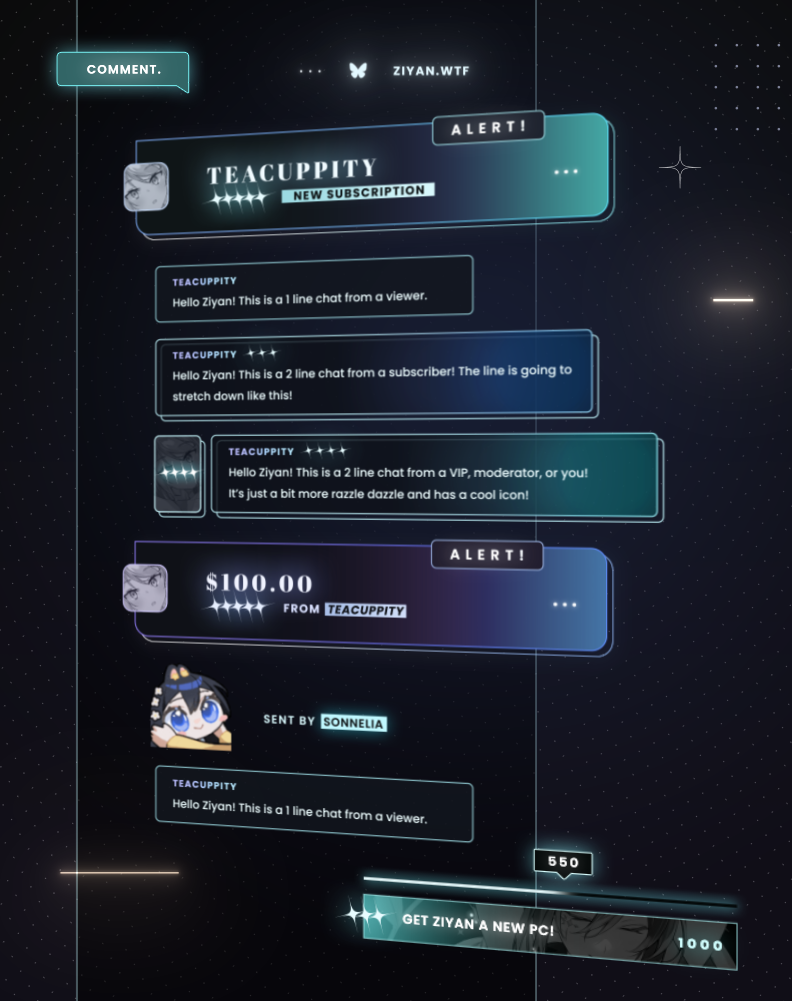 COMMENT.
ZIYAN.WTF
ALERT!
TEACUPPITY
NEW SUBSCRIPTION
TEACUPPITY
Hello Ziyan! This is a 1 line chat from a viewer.
TEACUPPITY
Hello Ziyan! This is a 2 line chat from a subscriber! The line is going to
stretch down like this!
TEACUPPITY
Hello Ziyan! This is a 2 line chat from a VIP, moderator, or you!
It's just a bit more razzle dazzle and has a cool icon!
ALERT!
$100.00
FROM TEACUPPITY
SENT BY SONNELIA
TEACUPPITY
Hello Ziyan! This is a 1 line chat from a viewer.
550
GET ZIYAN A NEW PC!
1000